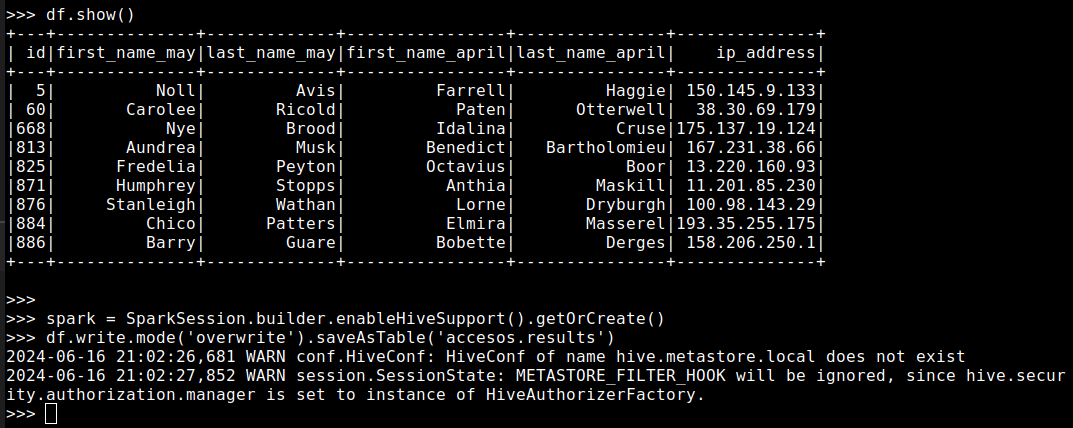 >>> df.show()
+---+--------------+-------------+----------------+---------------+--------------+
| id|first_name_may|last_name_may|first_name_april|last_name_april|    ip_address|
+---+--------------+-------------+----------------+---------------+--------------+
|  5|          Noll|         Avis|         Farrell|         Haggie| 150.145.9.133|
| 60|       Carolee|       Ricold|           Paten|      Otterwell|  38.30.69.179|
|668|           Nye|        Brood|         Idalina|          Cruse|175.137.19.124|
|813|       Aundrea|         Musk|        Benedict|   Bartholomieu| 167.231.38.66|
|825|      Fredelia|       Peyton|        Octavius|           Boor| 13.220.160.93|
|871|      Humphrey|       Stopps|          Anthia|        Maskill| 11.201.85.230|
|876|     Stanleigh|       Wathan|           Lorne|       Dryburgh| 100.98.143.29|
|884|         Chico|      Patters|          Elmira|       Masserel|193.35.255.175|
|886|         Barry|        Guare|         Bobette|         Derges| 158.206.250.1|
+---+--------------+-------------+----------------+---------------+--------------+
>>>
>>> spark = SparkSession.builder.enableHiveSupport().getOrCreate()
>>> df.write.mode('overwrite').saveAsTable('accesos.results')
2024-06-16 21:02:26,681 WARN conf.HiveConf: HiveConf of name hive.metastore.local does not exist
2024-06-16 21:02:27,852 WARN session.SessionState: METASTORE_FILTER_HOOK will be ignored, since hive.secur
ity.authorization.manager is set to instance of HiveAuthorizerFactory.
>>>